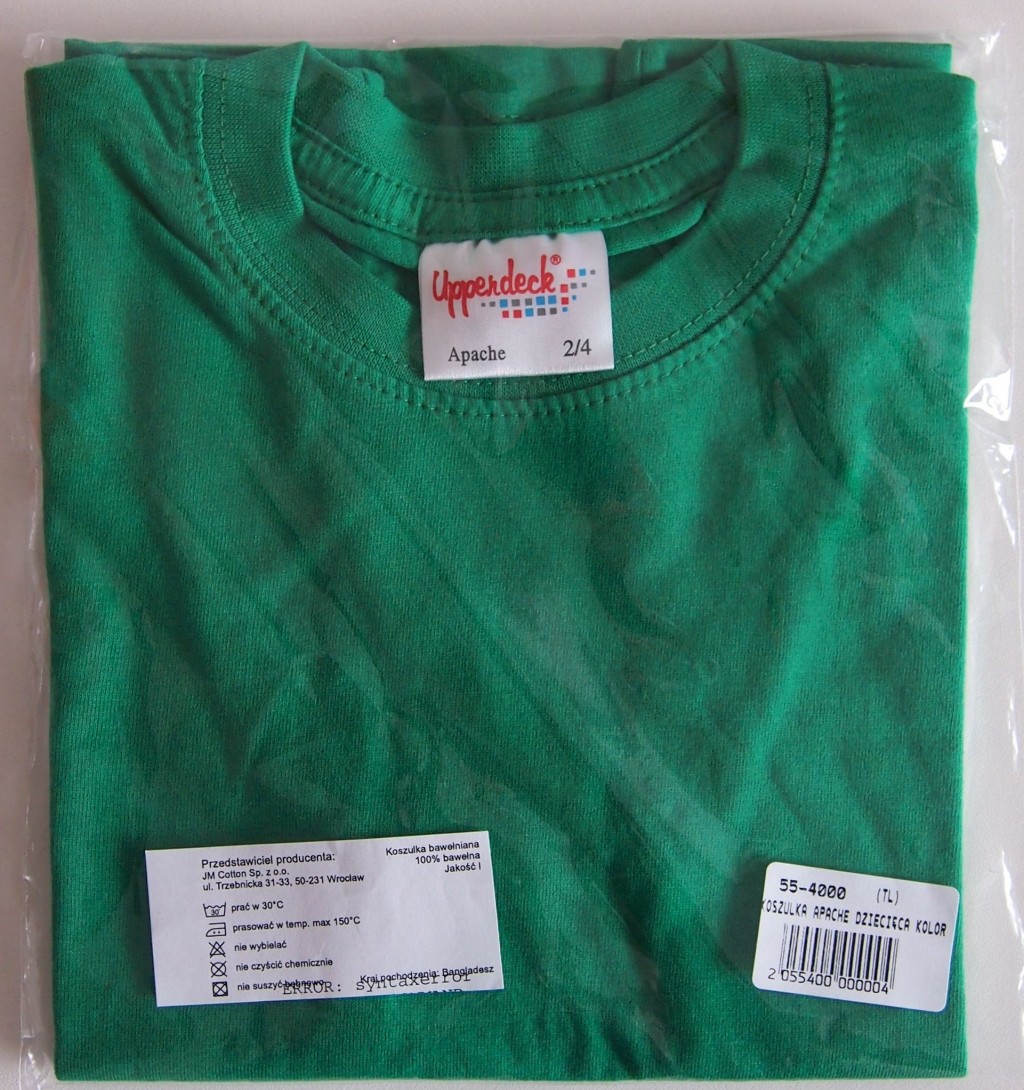 Upperdeck®
Apache 2/4
Przedstawiciel producenta:
JM Cotton Sp. z o.o.
ul. Trzebnicka 31-33, 50-231 Wrocław
Koszulka bawełniana
100% bawełna
Jakość I
30°
prać w 30°C
prasować w temp. max 150°C
nie wybielać
nie czyścić chemicznie
nie suszyć bębnowo
Kraj pochodzenia: Bangladesz
ERROR: syntaxerror
55-4000 (TL)
KOSZULKA APACHE DZIECIĘCA KOLOR
2 055400 000004